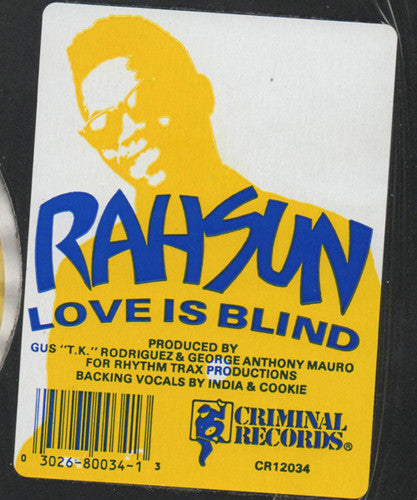 RAHSUN
LOVE IS BLIND
PRODUCED BY
GUS "T.K." RODRIGUEZ & GEORGE ANTHONY MAURO
FOR RHYTHM TRAX PRODUCTIONS
BACKING VOCALS BY INDIA & COOKIE
CRIMINAL
RECORDS®
0 3026-80034-1 3
CR12034